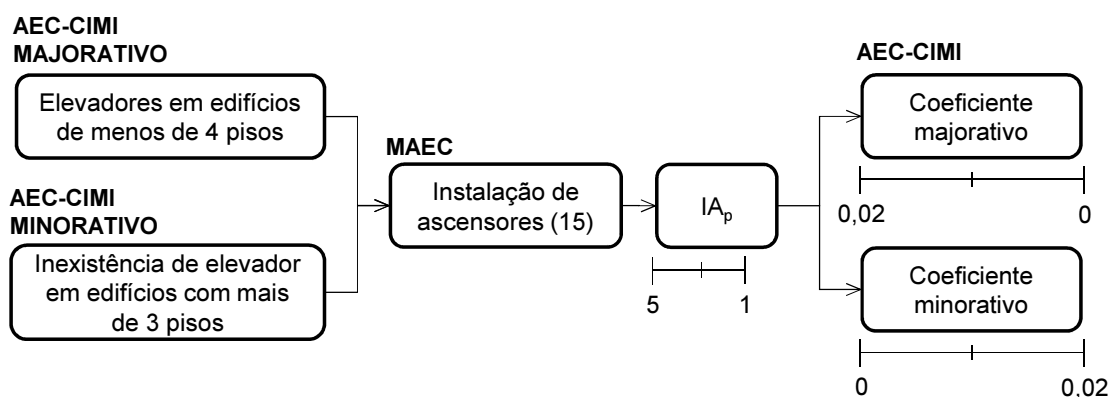 AEC-CIMI
MAJORATIVO
Elevadores em edifícios
de menos de 4 pisos
AEC-CIMI
MINORATIVO
Inexistência de elevador
em edifícios com mais
de 3 pisos
MAEC
Instalação de
ascensores (15)
IAp
5 1
AEC-CIMI
Coeficiente
majorativo
0,02 0
Coeficiente
minorativo
0 0,02